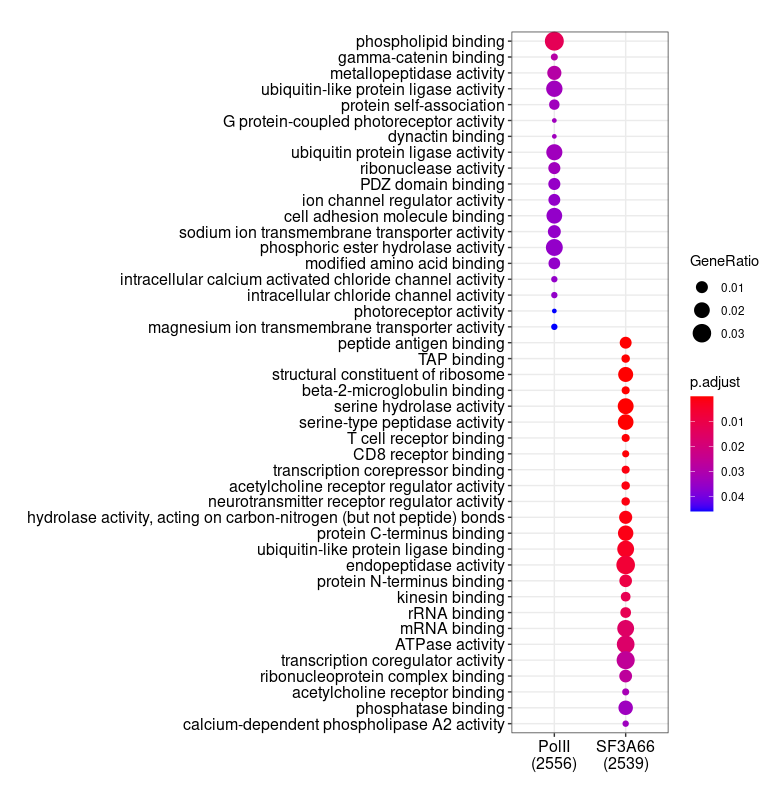 phospholipid binding
gamma-catenin binding
metallopeptidase activity
ubiquitin-like protein ligase activity
protein self-association
G protein-coupled photoreceptor activity
dynactin binding
ubiquitin protein ligase activity
ribonuclease activity
PDZ domain binding
ion channel regulator activity
cell adhesion molecule binding
sodium ion transmembrane transporter activity
phosphoric ester hydrolase activity
modified amino acid binding
intracellular calcium activated chloride channel activity
intracellular chloride channel activity
photoreceptor activity
magnesium ion transmembrane transporter activity
peptide antigen binding
TAP binding
structural constituent of ribosome
beta-2-microglobulin binding
serine hydrolase activity
serine-type peptidase activity
T cell receptor binding
CD8 receptor binding
transcription corepressor binding
acetylcholine receptor regulator activity
neurotransmitter receptor regulator activity
hydrolase activity, acting on carbon-nitrogen (but not peptide) bonds
protein C-terminus binding
ubiquitin-like protein ligase binding
endopeptidase activity
protein N-terminus binding
kinesin binding
rRNA binding
mRNA binding
ATPase activity
transcription coregulator activity
ribonucleoprotein complex binding
acetylcholine receptor binding
phosphatase binding
calcium-dependent phospholipase A2 activity
PolII SF3A66
(2556) (2539)
GeneRatio
0.01
0.02
0.03
p.adjust
0.01
0.02
0.03
0.04